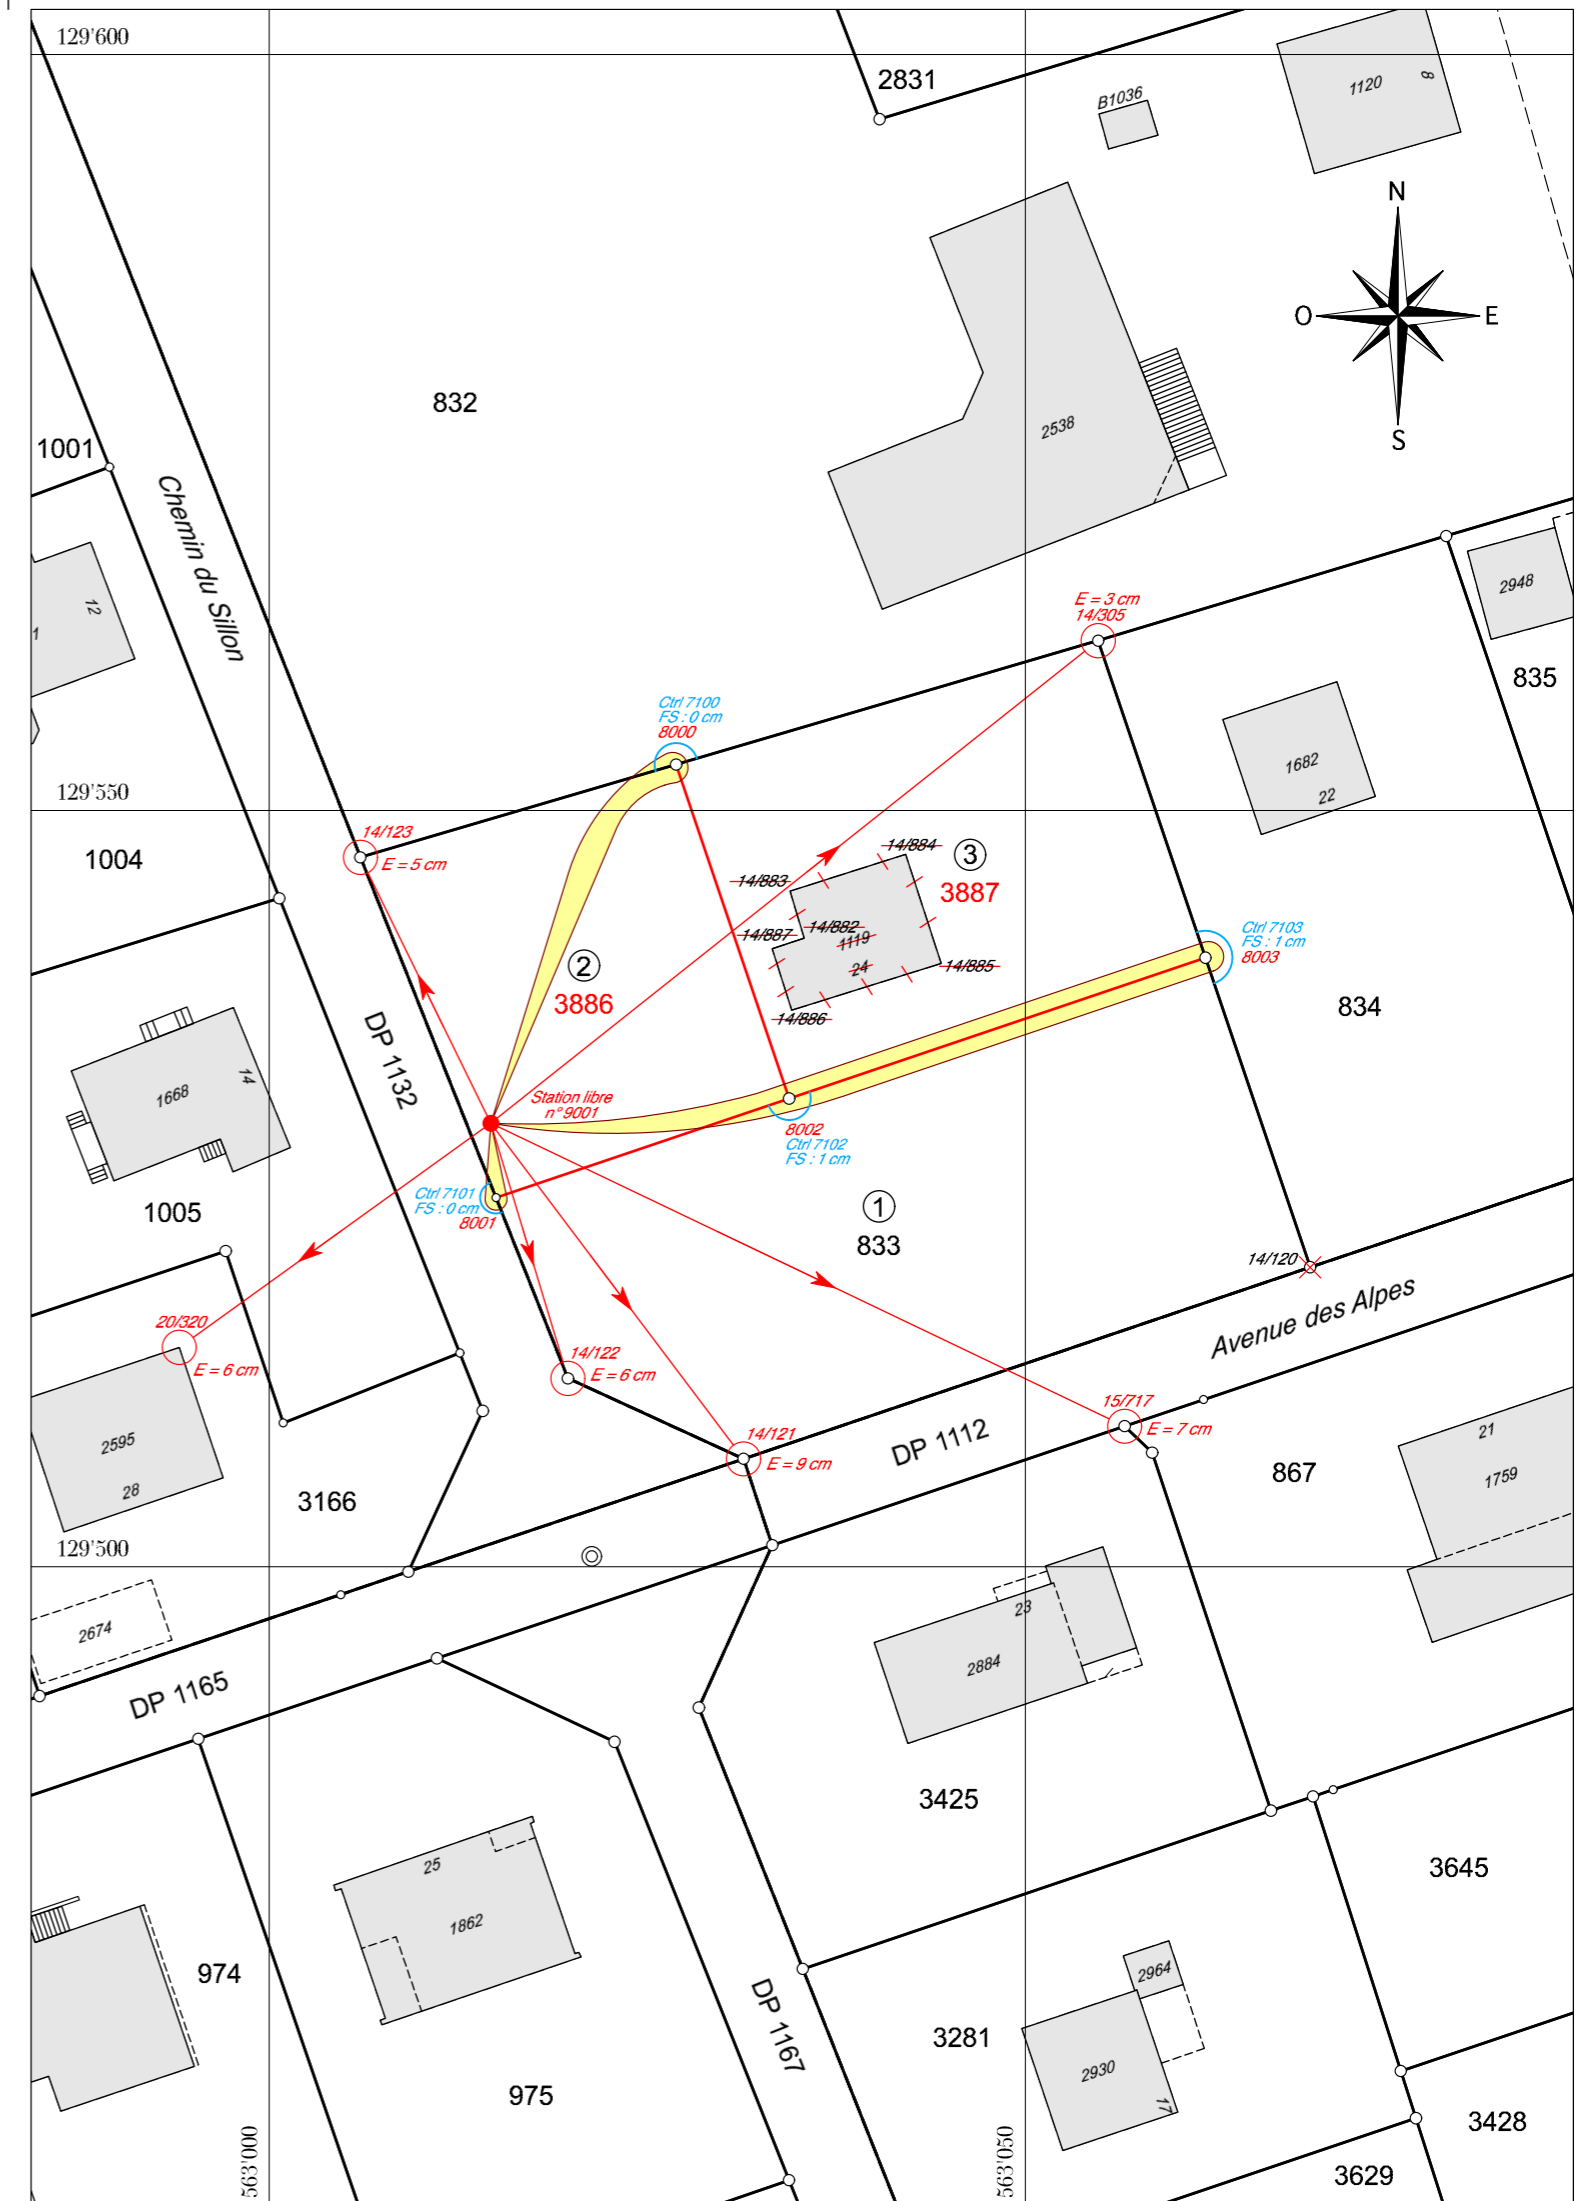 129'600
2831
B1036
1120
8
N
O
E
S
832
2538
1001
Chemin du Sillon
12
1
2948
835
E = 3 cm
14/305
Ctrl 7100
FS : 0 cm
8000
1682
22
129'550
14/123
E = 5 cm
1004
14/884
3
3887
14/883
14/882
14/887
1119
24
14/885
14/886
Ctrl 7103
FS : 1 cm
8003
2
3886
834
DP 1132
1668
14
Station libre
n° 9001
8002
Ctrl 7102
FS : 1 cm
Ctrl 7101
FS : 0 cm
8001
1005
1
833
14/120
Avenue des Alpes
20/320
E = 6 cm
14/122
E = 6 cm
15/717
E = 7 cm
14/121
E = 9 cm
DP 1112
2595
28
3166
867
21
1759
129'500
2674
23
2884
DP 1165
3425
25
1862
3645
974
2964
DP 1167
3281
2930
17
975
3428
3629
563'000
563'050